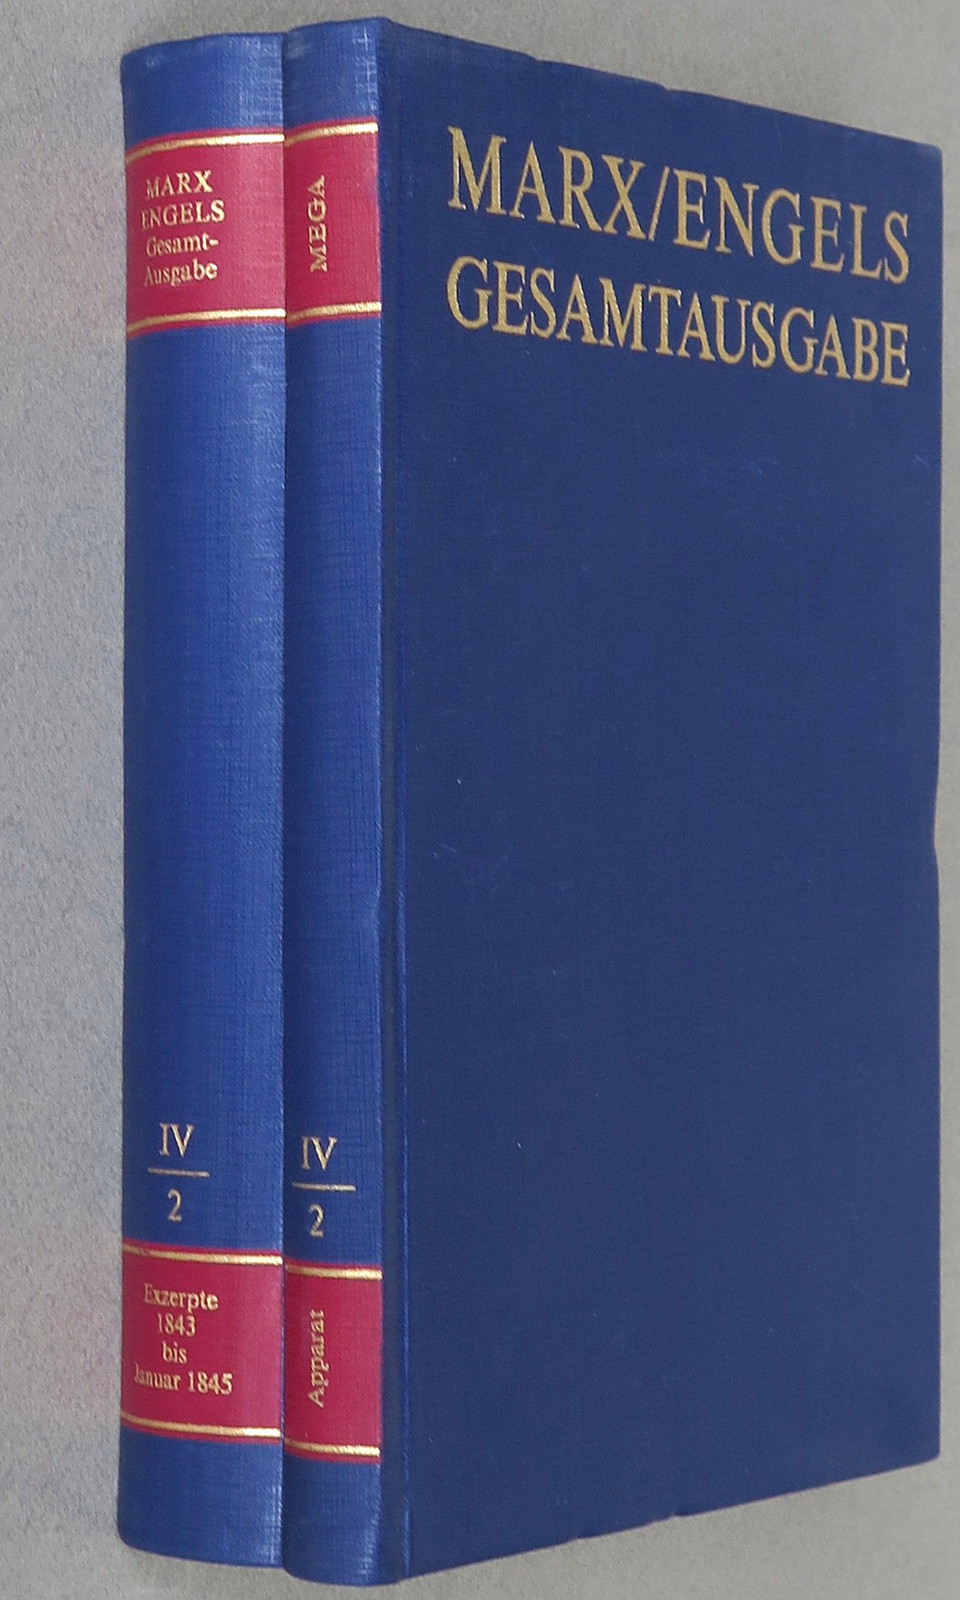 MARX
ENGELS
Gesamt-
Ausgabe
IV
2
Exzerpte
1843
bis
Januar 1845
MEGA
IV
2
Apparat
MARX/ENGELS
GESAMTAUSGABE